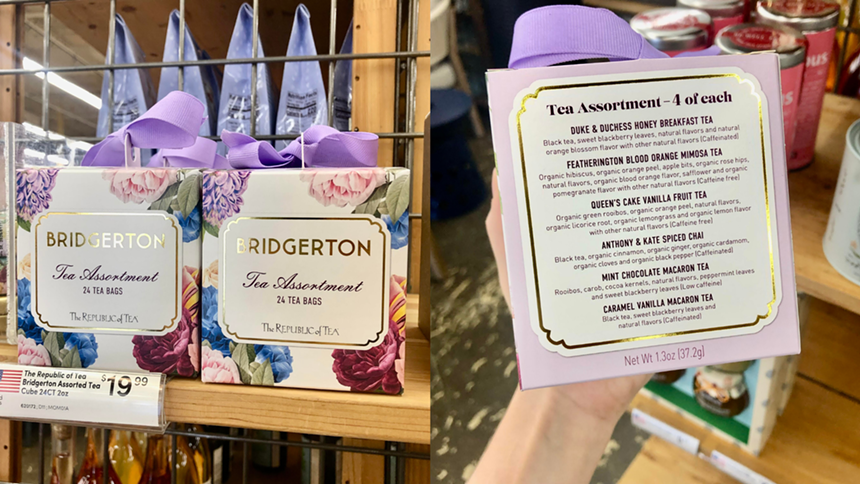 BRIDGERTON
Tea Assortment
24 TEA BAGS
The REPUBLIC of TEA
BRIDGERTON
Tea Assortment
24 TEA BAGS
The REPUBLIC of TEA
The Republic of Tea
Bridgerton Assorted Tea
Cube 24CT 2oz
$19.99
Tea Assortment – 4 of each
DUKE & DUCHESS HONEY BREAKFAST TEA
Black tea, sweet blackberry leaves, natural flavors and natural
orange blossom flavor with other natural flavors (Caffeinated)
FEATHERINGTON BLOOD ORANGE MIMOSA TEA
Organic hibiscus, organic orange peel, apple bits, organic rose hips,
natural flavors, organic blood orange flavor, safflower and organic
pomegranate flavor with other natural flavors (Caffeine free)
QUEEN'S CAKE VANILLA FRUIT TEA
Organic green rooibos, organic orange peel, natural flavors,
organic licorice root, organic lemongrass and organic lemon flavor
with other natural flavors (Caffeine free)
ANTHONY & KATE SPICED CHAI
Black tea, organic cinnamon, organic ginger, organic cardamom,
organic cloves and organic black pepper (Caffeinated)
MINT CHOCOLATE MACARON TEA
Rooibos, carob, cocoa kernels, natural flavors, peppermint leaves
and sweet blackberry leaves (Low caffeine)
CARAMEL VANILLA MACARON TEA
Black tea, sweet blackberry leaves and
natural flavors (Caffeinated)
Net Wt 1.3oz (37.2g)